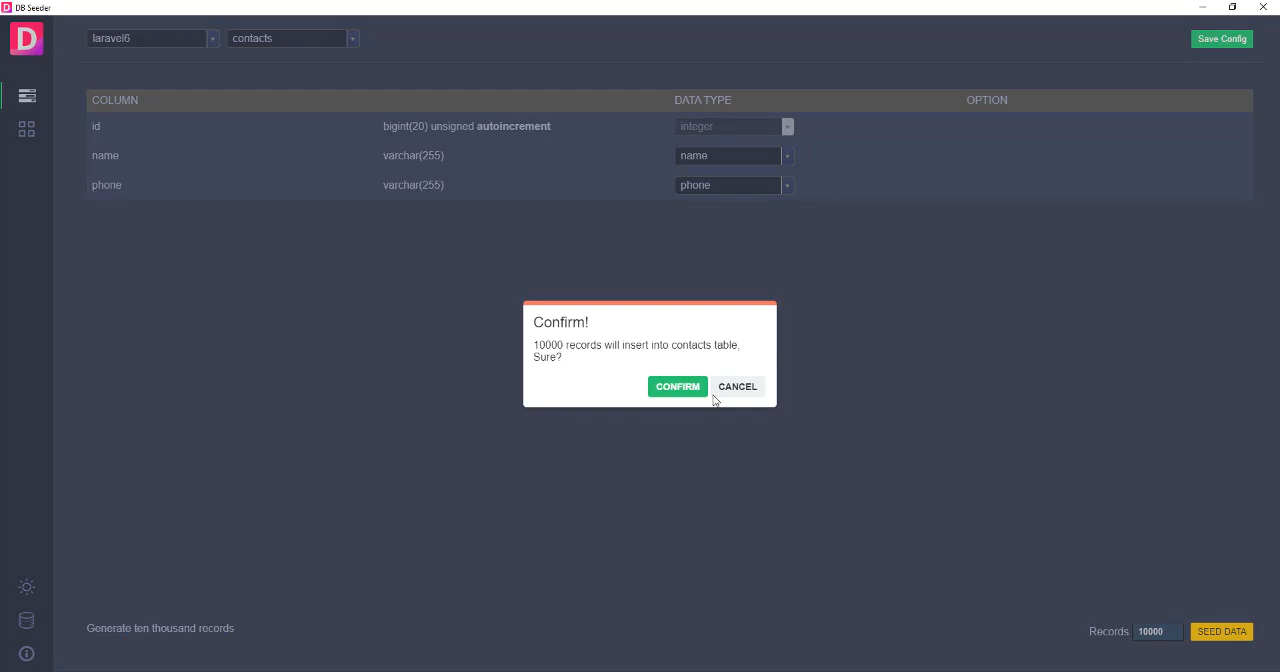 DB Seeder
D
laravel6 contacts Save Config
COLUMN DATA TYPE OPTION
id bigint(20) unsigned autoincrement integer
name varchar(255) name
phone varchar(255) phone
Confirm!
10000 records will insert into contacts table,
Sure?
CONFIRM CANCEL
Generate ten thousand records Records 10000 SEED DATA